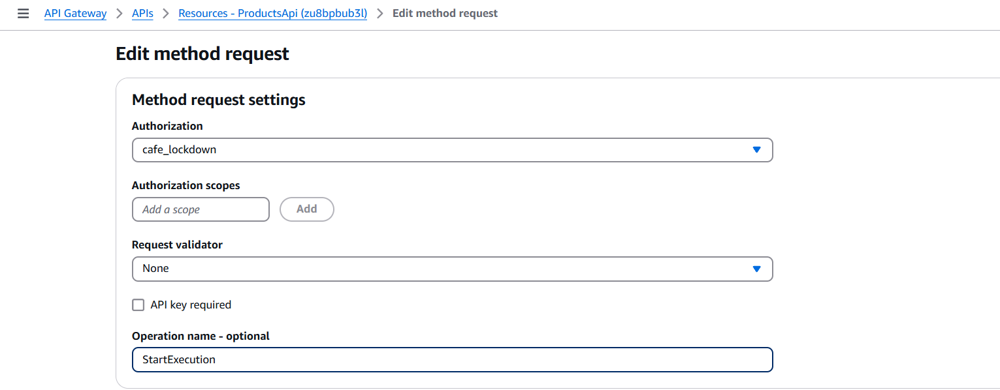 API Gateway > APIs > Resources - ProductsApi (zu8bpbub3l) > Edit method request
Edit method request
Method request settings
Authorization
cafe_lockdown
Authorization scopes
Add a scope Add
Request validator
None
API key required
Operation name - optional
StartExecution